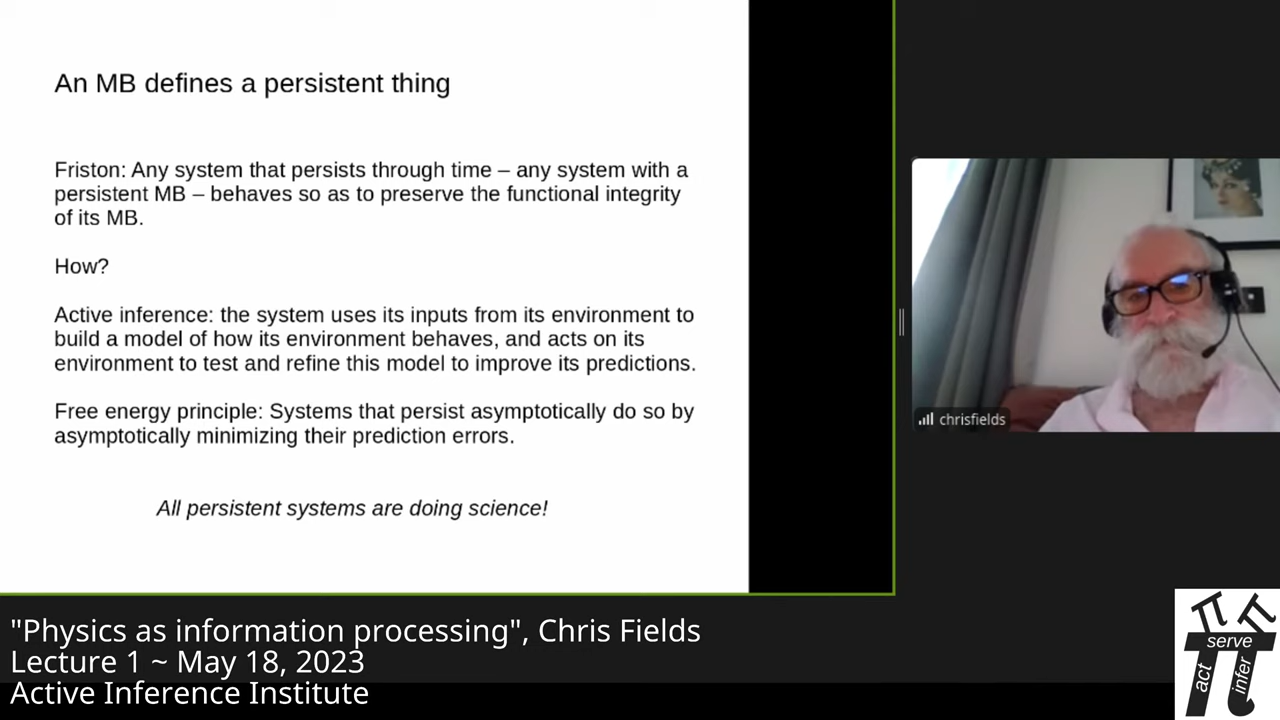 An MB defines a persistent thing
Friston: Any system that persists through time – any system with a
persistent MB – behaves so as to preserve the functional integrity
of its MB.
How?
Active inference: the system uses its inputs from its environment to
build a model of how its environment behaves, and acts on its
environment to test and refine this model to improve its predictions.
Free energy principle: Systems that persist asymptotically do so by
asymptotically minimizing their prediction errors.
All persistent systems are doing science!
chrisfields
"Physics as information processing", Chris Fields
Lecture 1 ~ May 18, 2023
Active Inference Institute
serve
act
infer